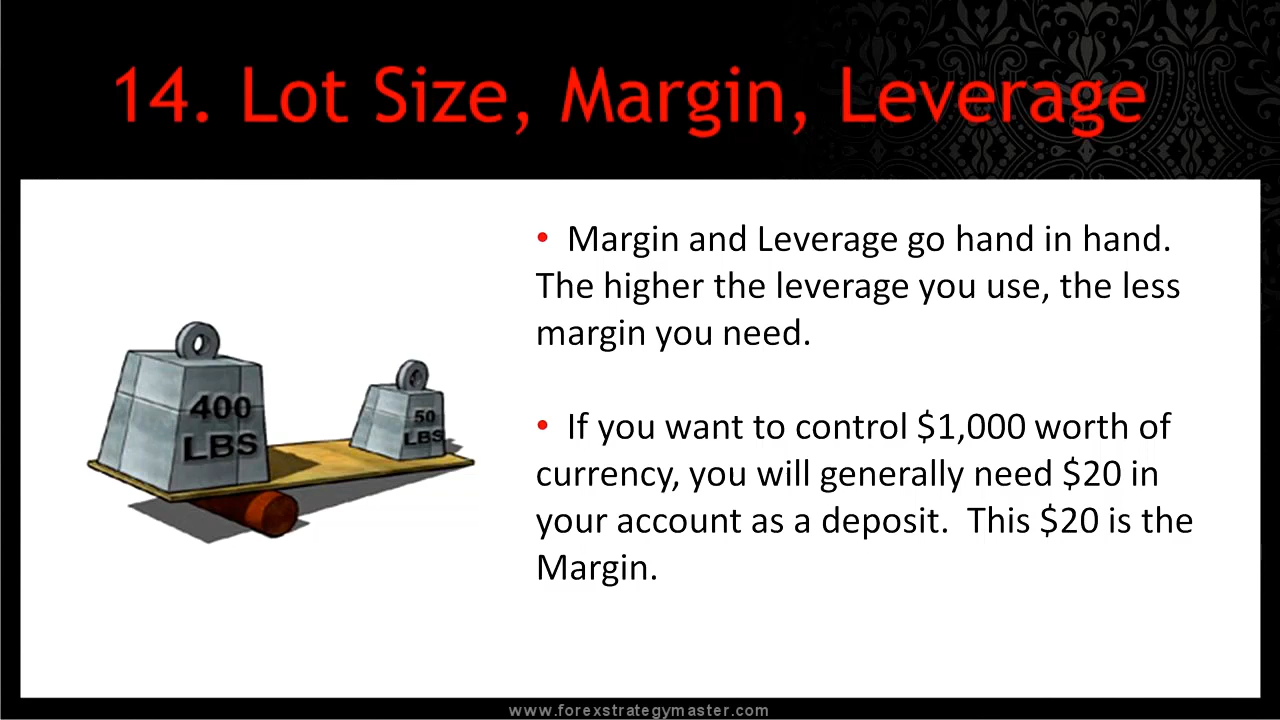 14. Lot Size, Margin, Leverage
• Margin and Leverage go hand in hand.
The higher the leverage you use, the less
margin you need.
400
LBS
50
LBS
• If you want to control $1,000 worth of
currency, you will generally need $20 in
your account as a deposit.  This $20 is the
Margin.
www.forexstrategymaster.com